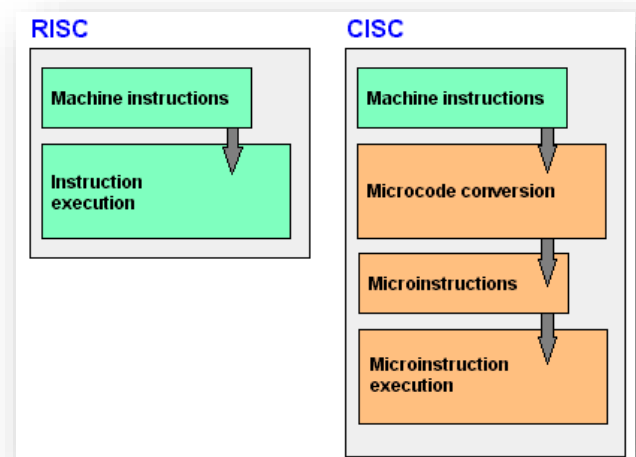 RISC
Machine instructions
Instruction
execution
CISC
Machine instructions
Microcode conversion
Microinstructions
Microinstruction
execution